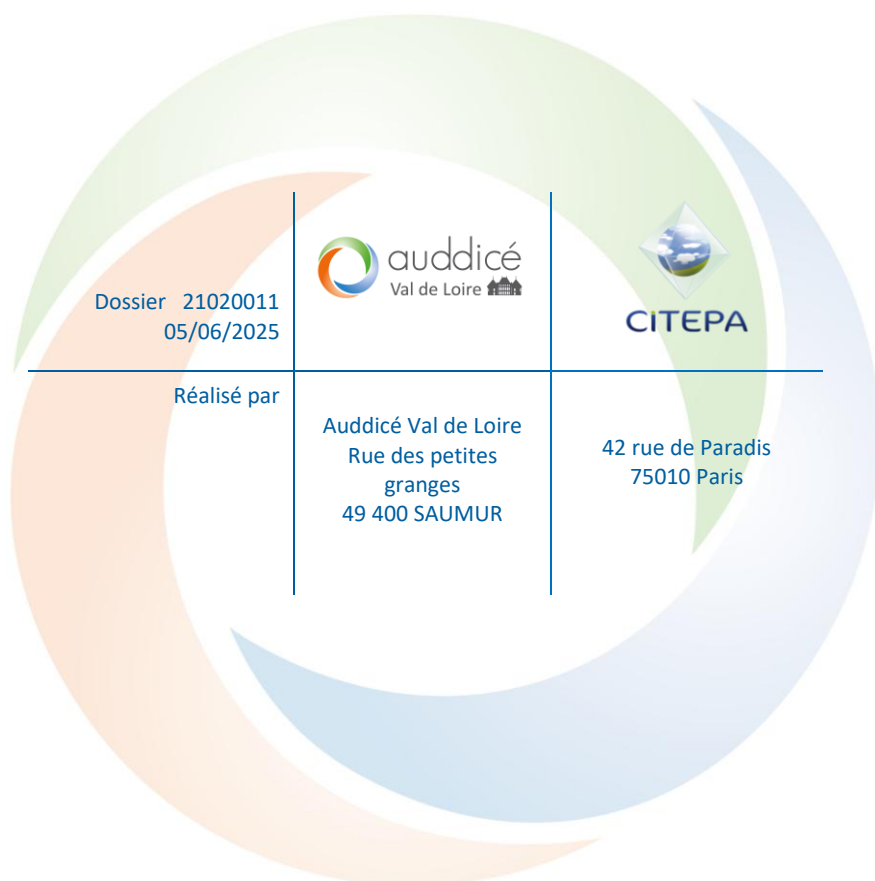 auddicé
Val de Loire
CITEPA
Dossier 21020011
05/06/2025
Réalisé par
Auddicé Val de Loire
Rue des petites
granges
49 400 SAUMUR
42 rue de Paradis
75010 Paris